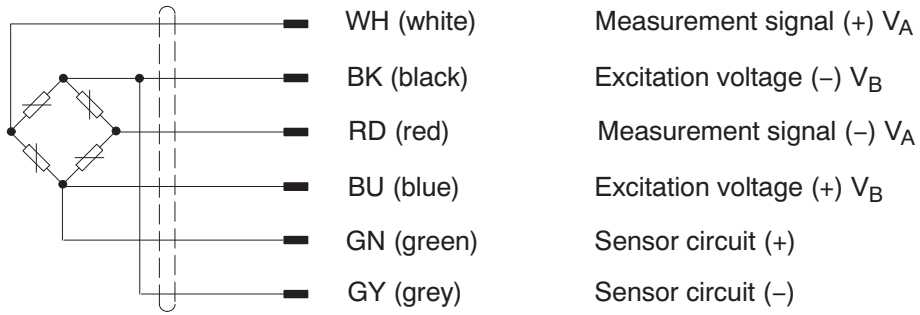 WH (white) Measurement signal (+) VA
BK (black) Excitation voltage (−) VB
RD (red) Measurement signal (−) VA
BU (blue) Excitation voltage (+) VB
GN (green) Sensor circuit (+)
GY (grey) Sensor circuit (−)